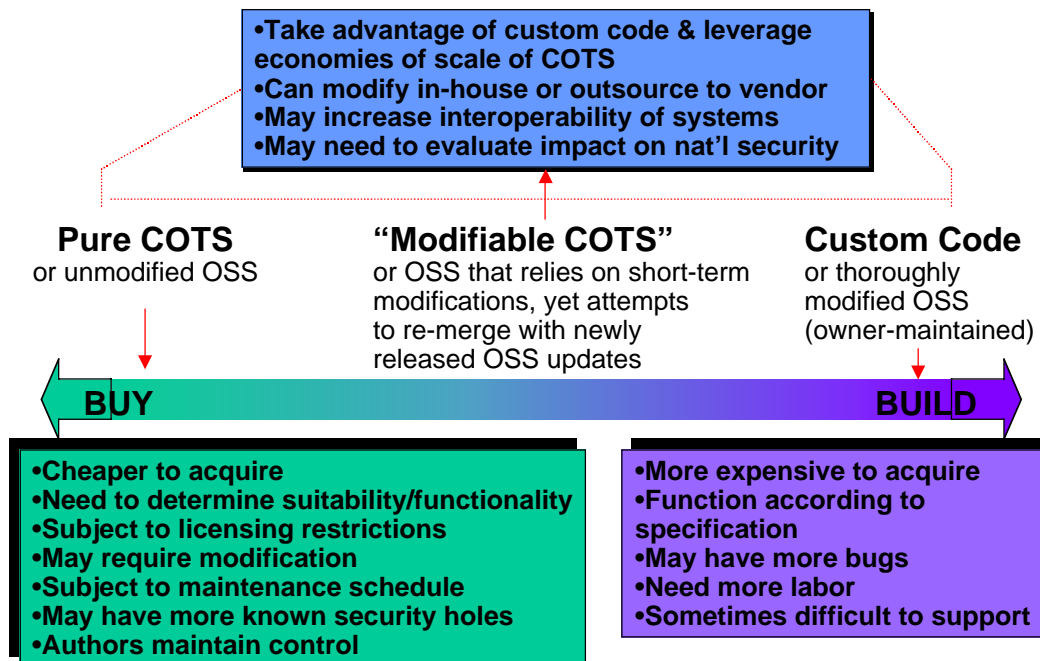 •Take advantage of custom code & leverage
economies of scale of COTS
•Can modify in-house or outsource to vendor
•May increase interoperability of systems
•May need to evaluate impact on nat’l security
Pure COTS
or unmodified OSS
“Modifiable COTS”
or OSS that relies on short-term
modifications, yet attempts
to re-merge with newly
released OSS updates
Custom Code
or thoroughly
modified OSS
(owner-maintained)
BUY
BUILD
•Cheaper to acquire
•Need to determine suitability/functionality
•Subject to licensing restrictions
•May require modification
•Subject to maintenance schedule
•May have more known security holes
•Authors maintain control
•More expensive to acquire
•Function according to
specification
•May have more bugs
•Need more labor
•Sometimes difficult to support